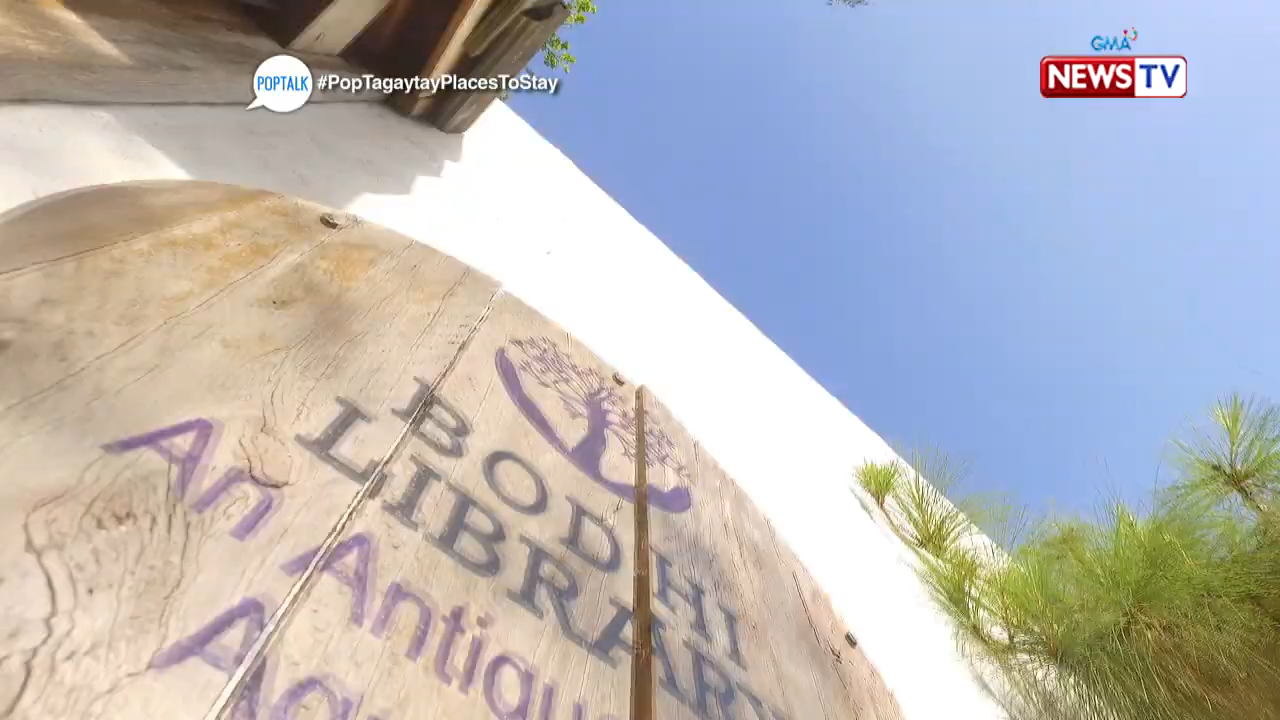 GMA
NEWS TV
POPTALK #PopTagaytayPlacesToStay
BODHI
LIBRARY
An Antiqu